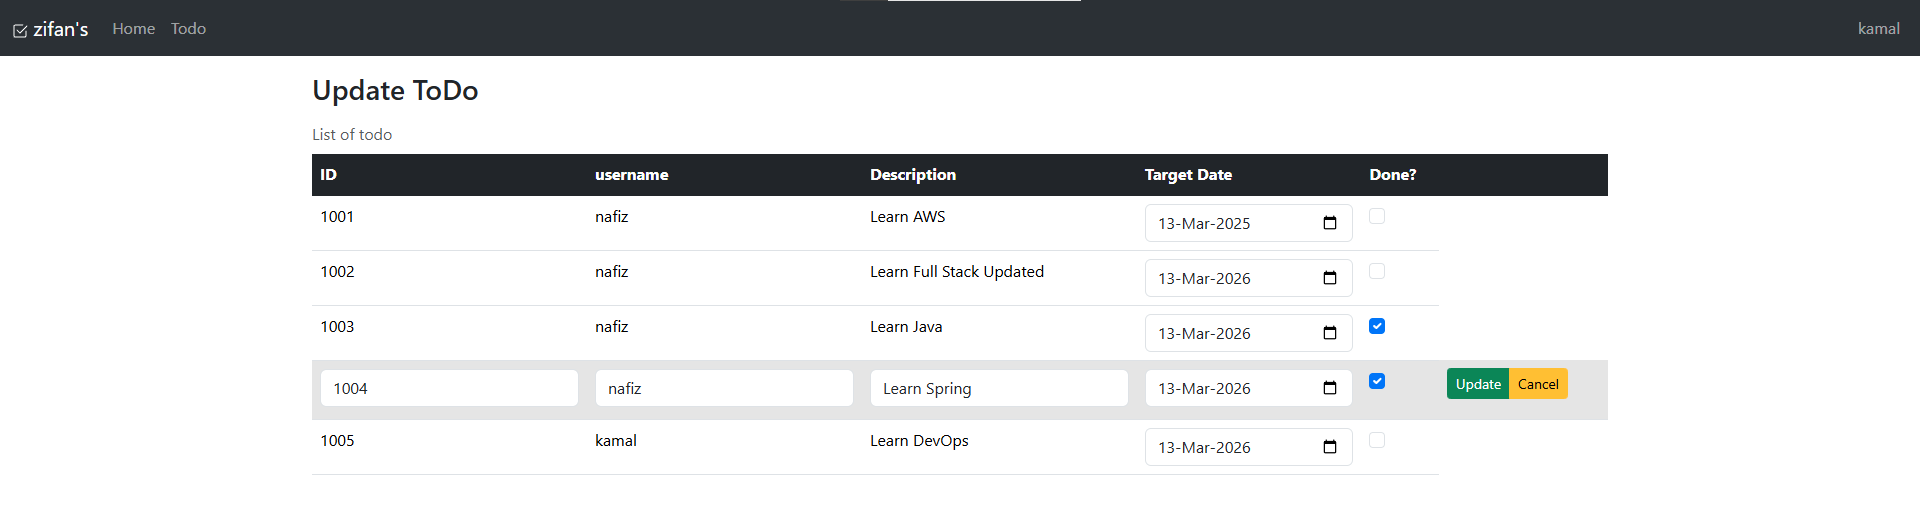 zifan's Home Todo kamal
Update ToDo
List of todo
ID username Description Target Date Done?
1001 nafiz Learn AWS 13-Mar-2025
1002 nafiz Learn Full Stack Updated 13-Mar-2026
1003 nafiz Learn Java 13-Mar-2026
1004 nafiz Learn Spring 13-Mar-2026 Update Cancel
1005 kamal Learn DevOps 13-Mar-2026